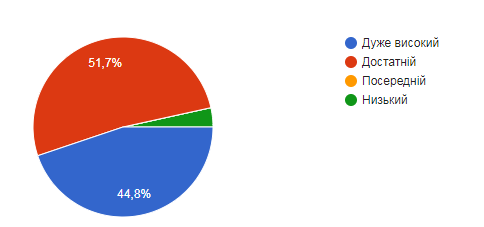 51,7%
44,8%
Дуже високий
Достатній
Посередній
Низький